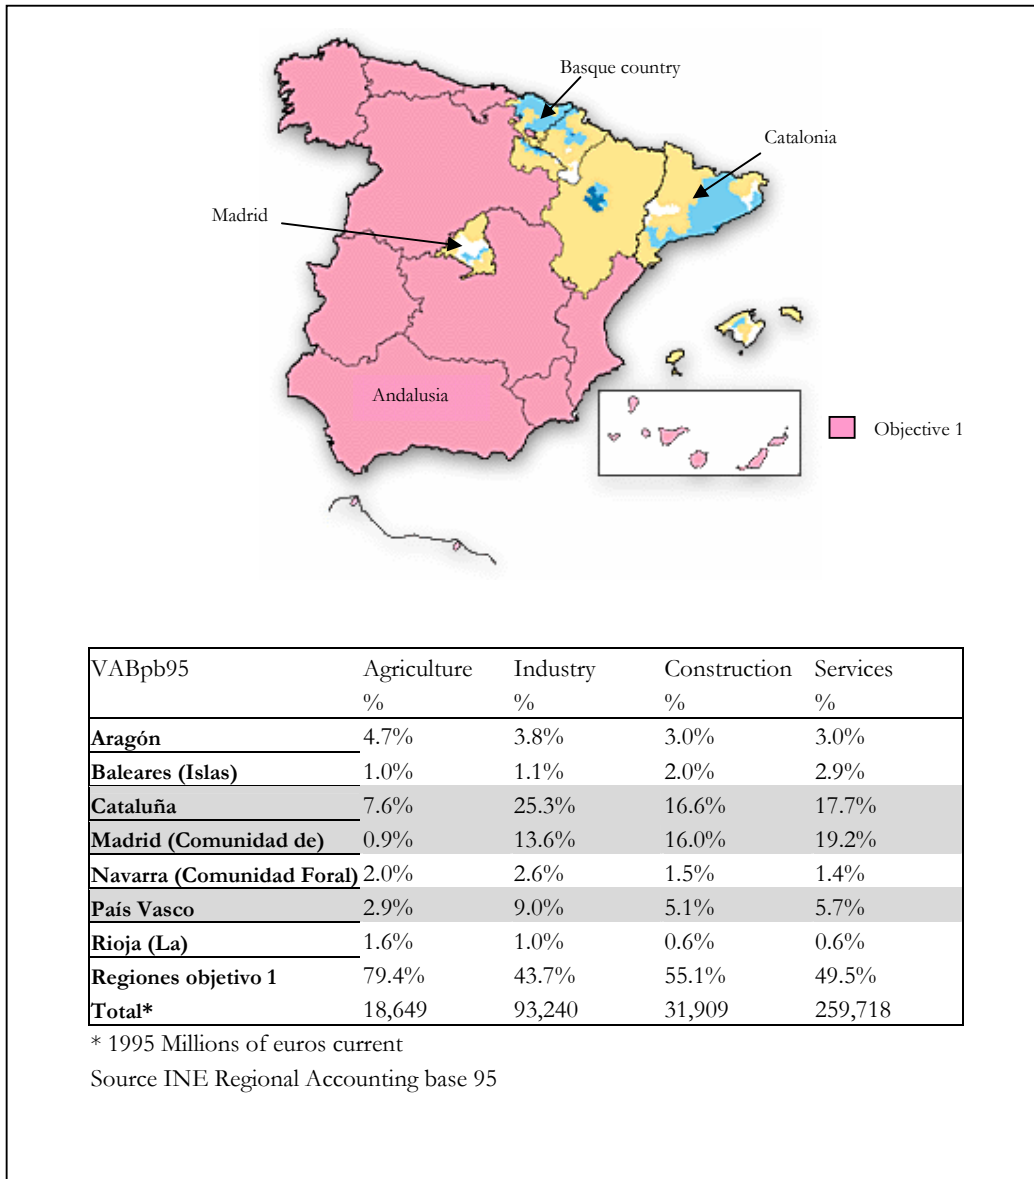 Basque country
Catalonia
Madrid
Andalusia
Objective 1
VABpb95 Agriculture Industry Construction Services
% % % %
Aragón 4.7% 3.8% 3.0% 3.0%
Baleares (Islas) 1.0% 1.1% 2.0% 2.9%
Cataluña 7.6% 25.3% 16.6% 17.7%
Madrid (Comunidad de) 0.9% 13.6% 16.0% 19.2%
Navarra (Comunidad Foral) 2.0% 2.6% 1.5% 1.4%
País Vasco 2.9% 9.0% 5.1% 5.7%
Rioja (La) 1.6% 1.0% 0.6% 0.6%
Regiones objetivo 1 79.4% 43.7% 55.1% 49.5%
Total* 18,649 93,240 31,909 259,718
* 1995 Millions of euros current
Source INE Regional Accounting base 95